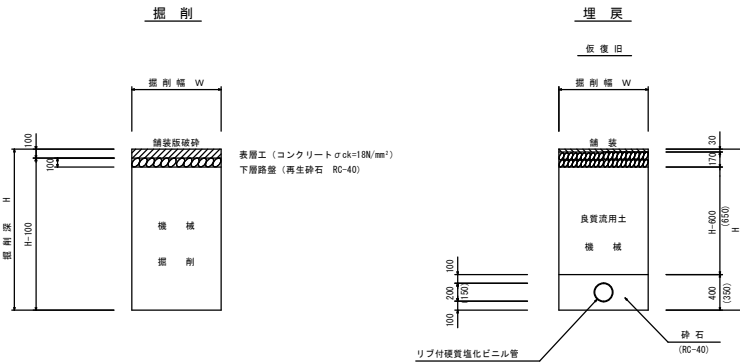 掘 削
掘 削 幅 W
舗装版破砕
100
100
表層工（コンクリートσck=18N/mm²）
下層路盤（再生砕石 RC-40）
掘 削 深 H
H-100
機 械
掘 削
埋 戻
仮 復 旧
掘 削 幅 W
舗 装
30
170
良質流用土
機 械
H-600
(650)
H
100
200
(150)
100
400
(350)
砕 石
(RC-40)
リブ付硬質塩化ビニル管